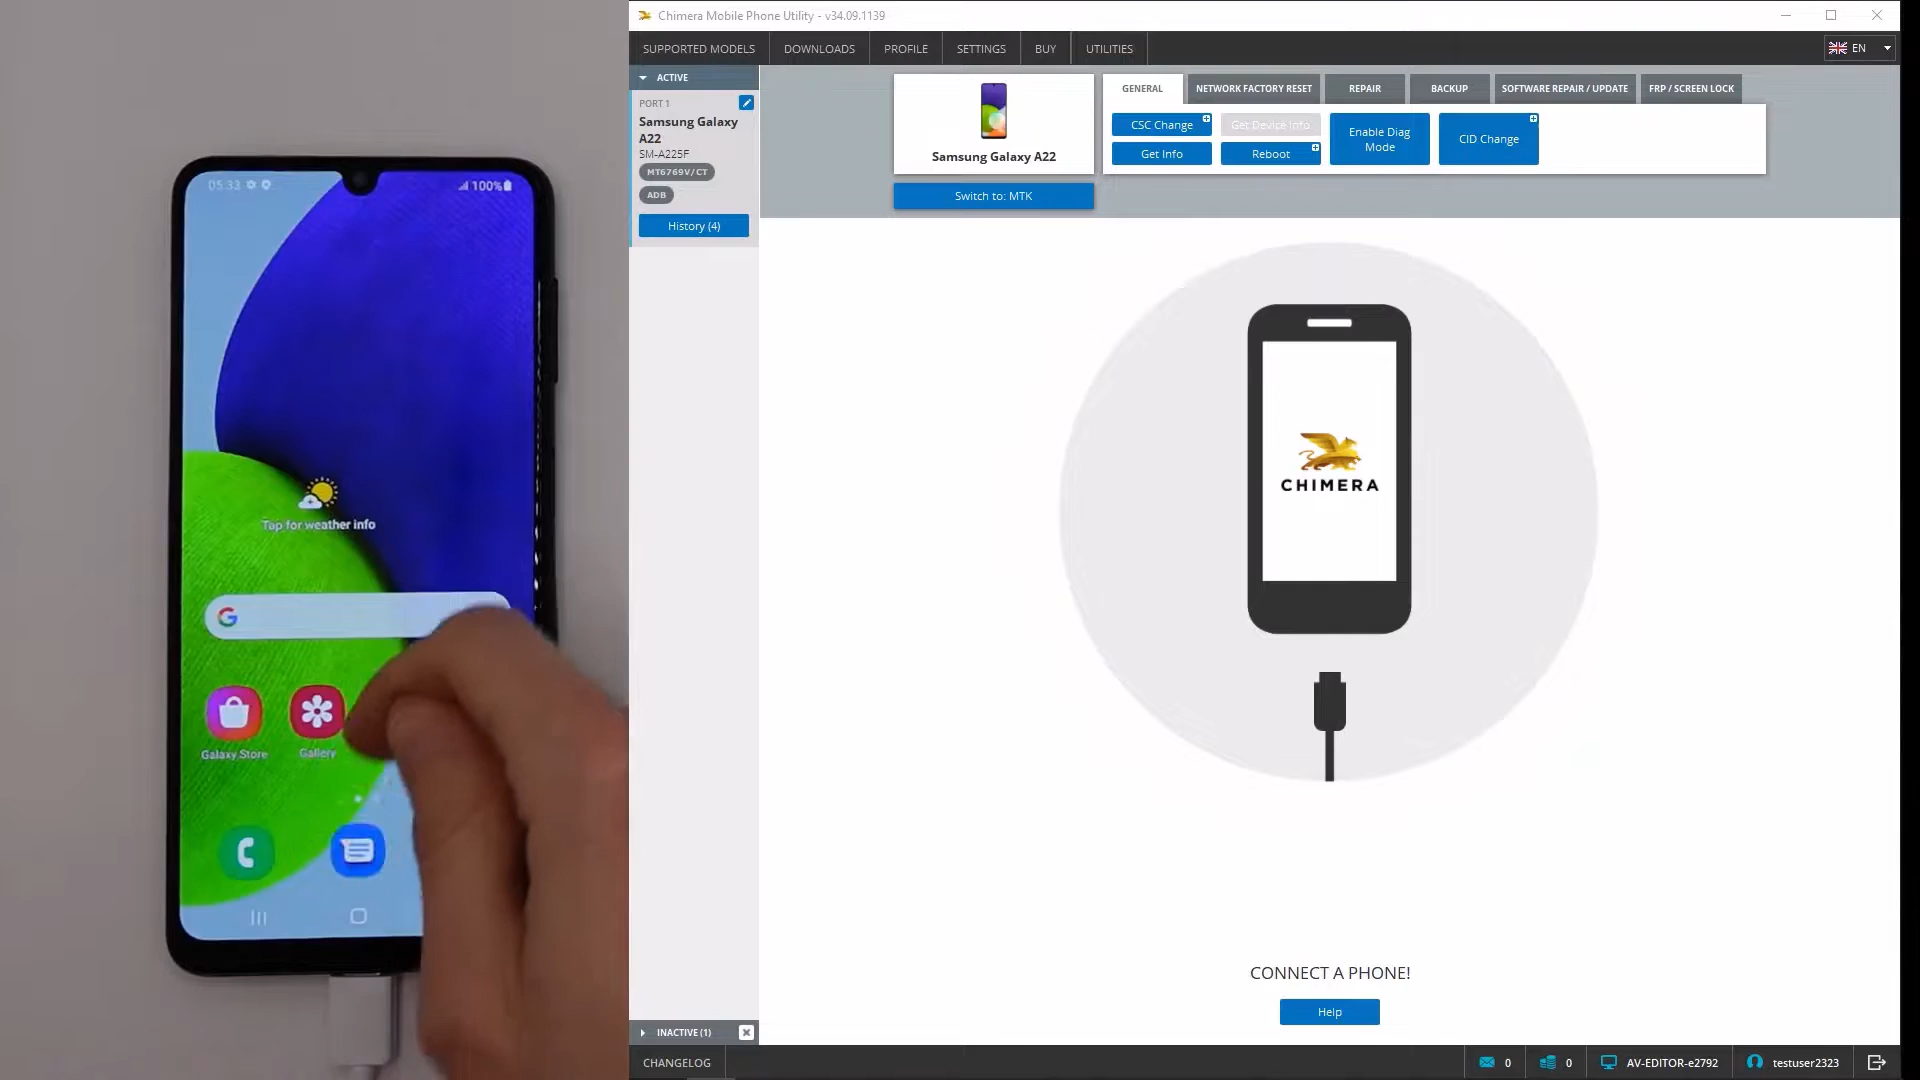 05:33
100%
Tap for weather info
Galaxy Store
Gallery
Chimera Mobile Phone Utility - v34.09.1139
SUPPORTED MODELS
DOWNLOADS
PROFILE
SETTINGS
BUY
UTILITIES
EN
ACTIVE
PORT 1
Samsung Galaxy
A22
SM-A225F
MT6769V/CT
ADB
History (4)
Samsung Galaxy A22
Switch to: MTK
GENERAL
NETWORK FACTORY RESET
REPAIR
BACKUP
SOFTWARE REPAIR / UPDATE
FRP / SCREEN LOCK
CSC Change
Get Device Info
Enable Diag
Mode
CID Change
Get Info
Reboot
CHIMERA
CONNECT A PHONE!
Help
INACTIVE (1)
CHANGELOG
0
0
AV-EDITOR-e2792
testuser2323